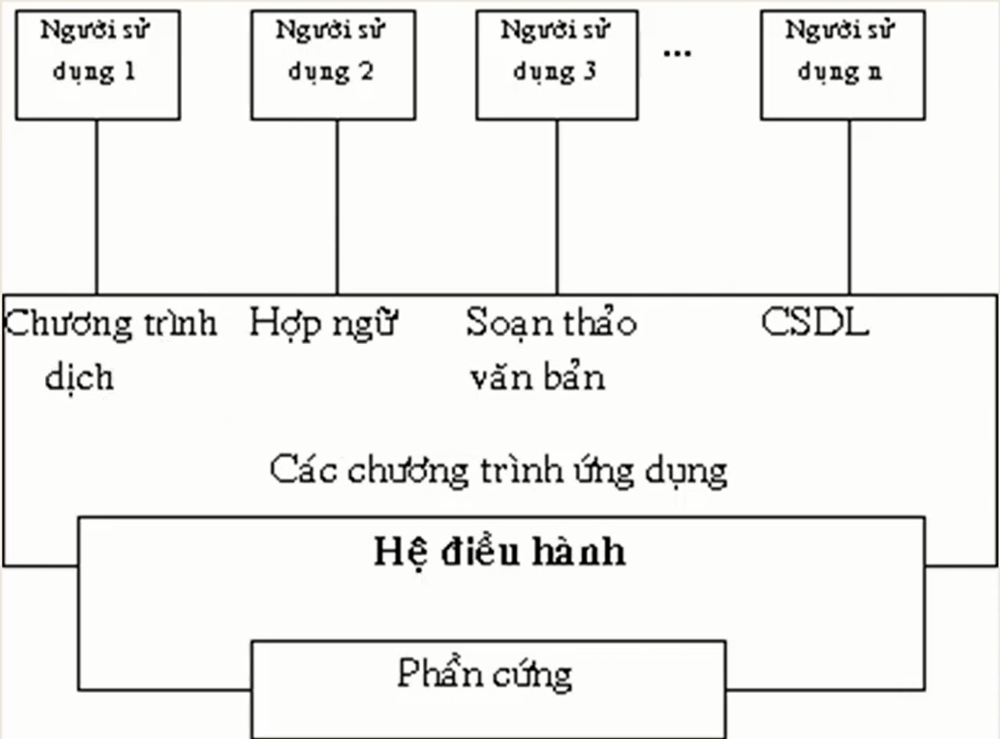 Người sử
dụng 1
Người sử
dụng 2
Người sử
dụng 3
...
Người sử
dụng n
Chương trình
dịch
Hợp ngữ
Soạn thảo
văn bản
CSDL
Các chương trình ứng dụng
Hệ điều hành
Phần cứng